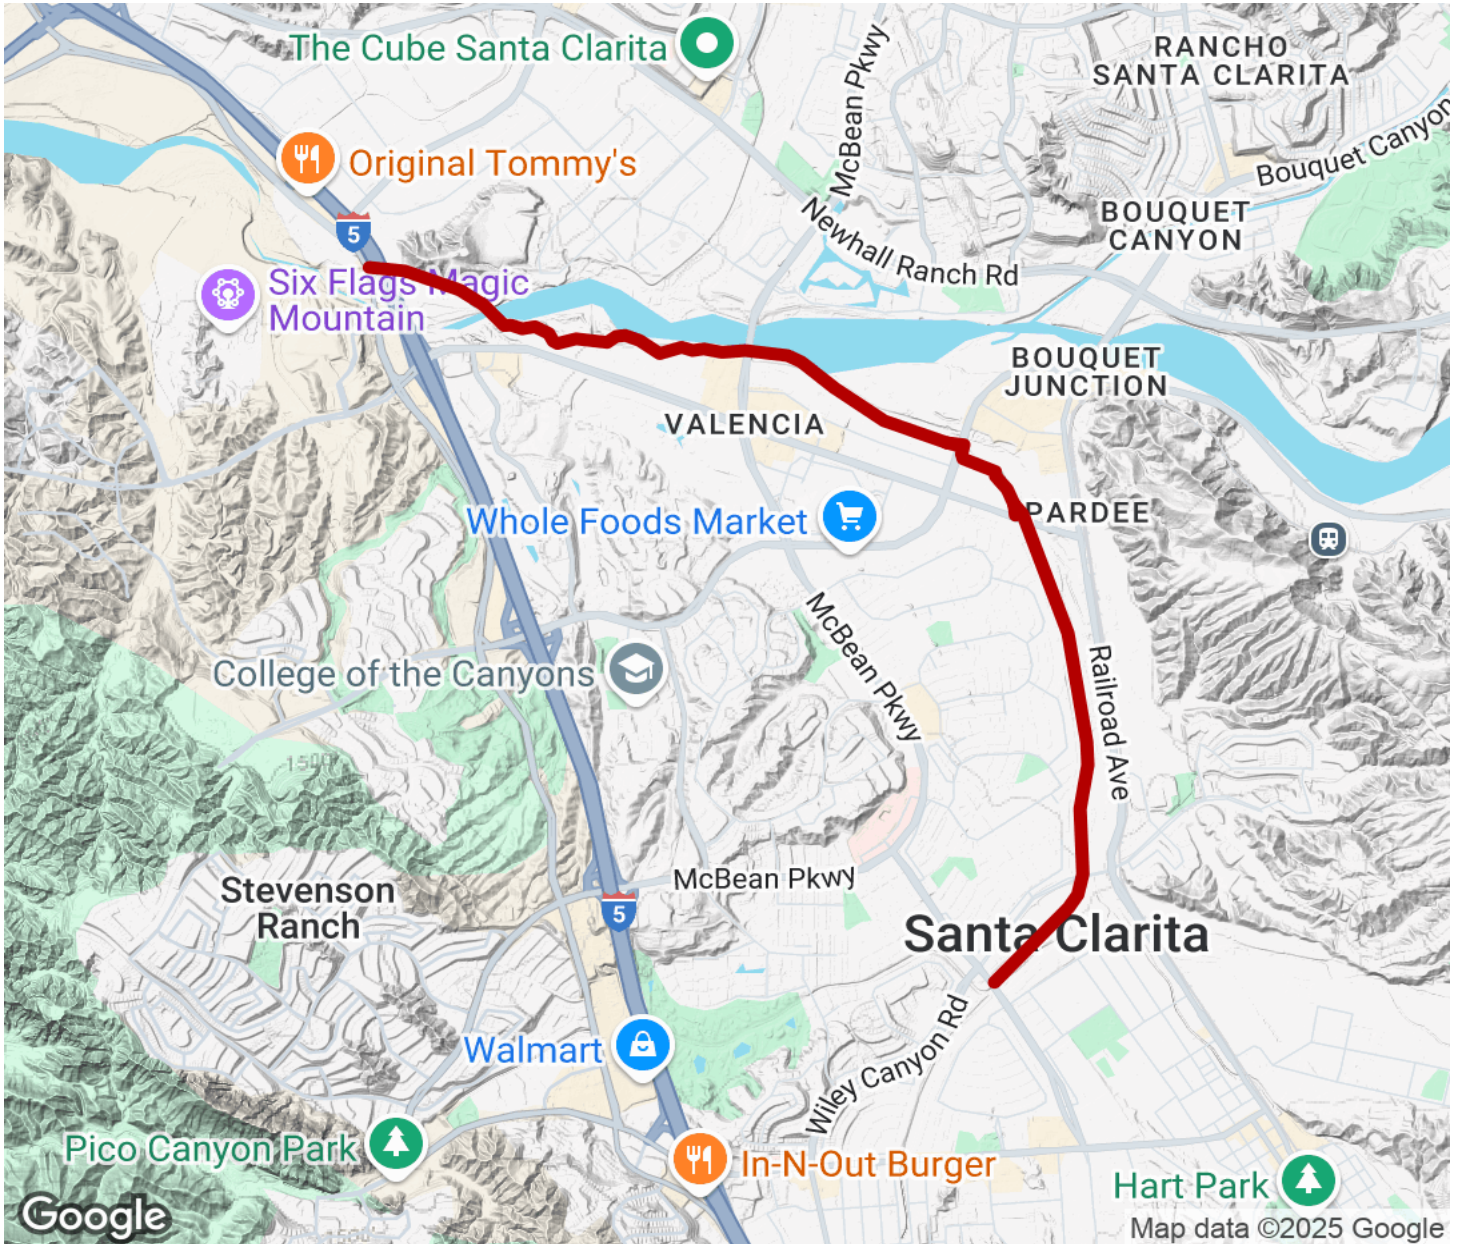 The Cube Santa Clarita
McBean Pkwy
RANCHO
SANTA CLARITA
Original Tommy's
Bouquet Canyon
5
Newhall Ranch Rd
BOUQUET
CANYON
Six Flags Magic
Mountain
BOUQUET
JUNCTION
VALENCIA
Whole Foods Market
PARDEE
McBean Pkwy
College of the Canyons
Railroad Ave
1500
McBean Pkwy
Stevenson
Ranch
5
Santa Clarita
Walmart
Wiley Canyon Rd
Pico Canyon Park
In-N-Out Burger
Hart Park
Google
1550
Map data ©2025 Google